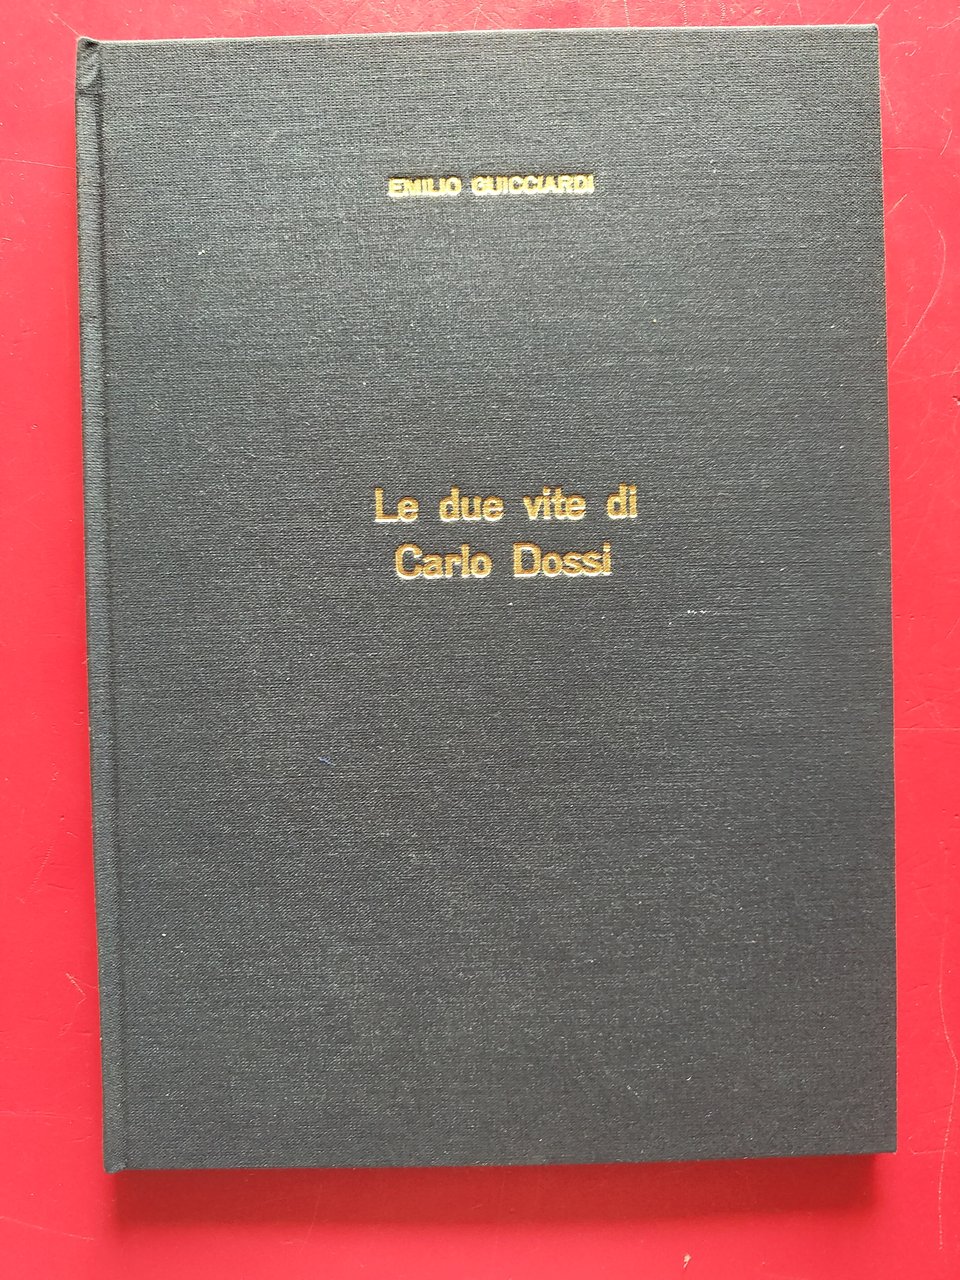 EMILIO GUICCIARDI
Le due vite di
Carlo Dossi